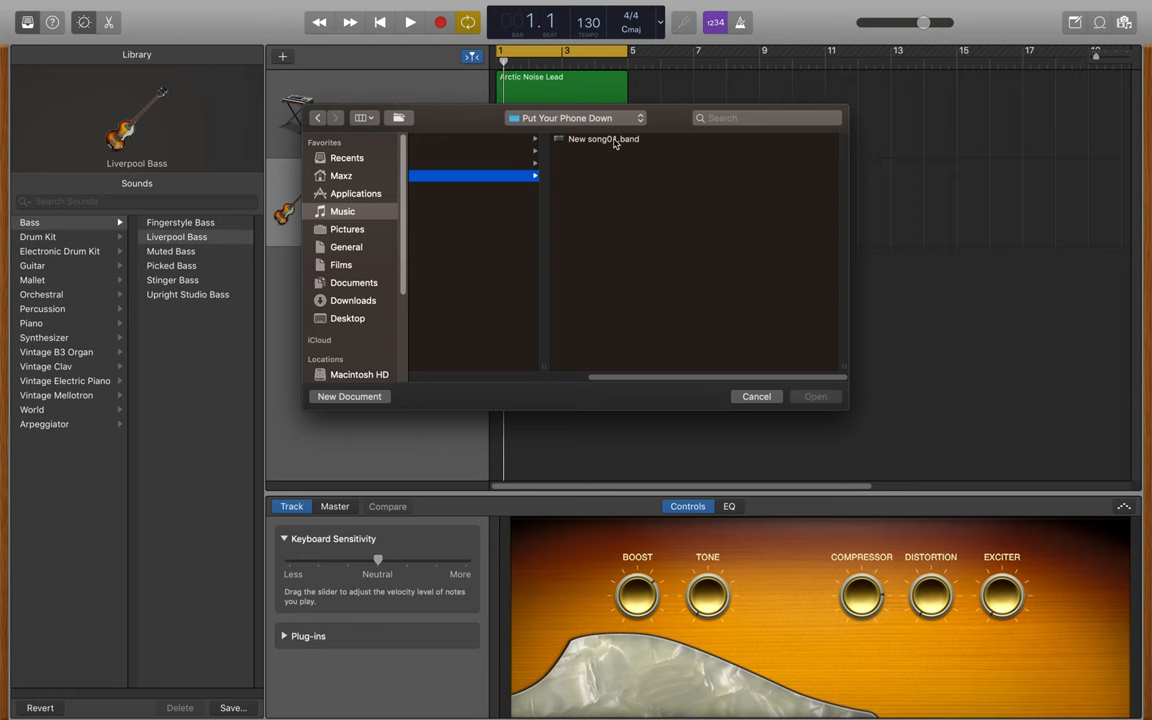 1. 1
BAR
BEAT
130
TEMPO
4/4
Cmaj
1234
Library
Liverpool Bass
Sounds
Search Sounds
Bass
Drum Kit
Electronic Drum Kit
Guitar
Mallet
Orchestral
Percussion
Piano
Synthesizer
Vintage B3 Organ
Vintage Clav
Vintage Electric Piano
Vintage Mellotron
World
Arpeggiator
Fingerstyle Bass
Liverpool Bass
Muted Bass
Picked Bass
Stinger Bass
Upright Studio Bass
Revert
Delete
Save...
1 3 5 7 9 11 13 15 17
Arctic Noise Lead
Put Your Phone Down
Search
Favorites
Recents
Maxz
Applications
Music
Pictures
General
Films
Documents
Downloads
Desktop
iCloud
Locations
Macintosh HD
New song01.band
New Document
Cancel
Open
Track
Master
Compare
Controls
EQ
Keyboard Sensitivity
Less
Neutral
More
Drag the slider to adjust the velocity level of notes
you play.
Plug-ins
BOOST
TONE
COMPRESSOR
DISTORTION
EXCITER